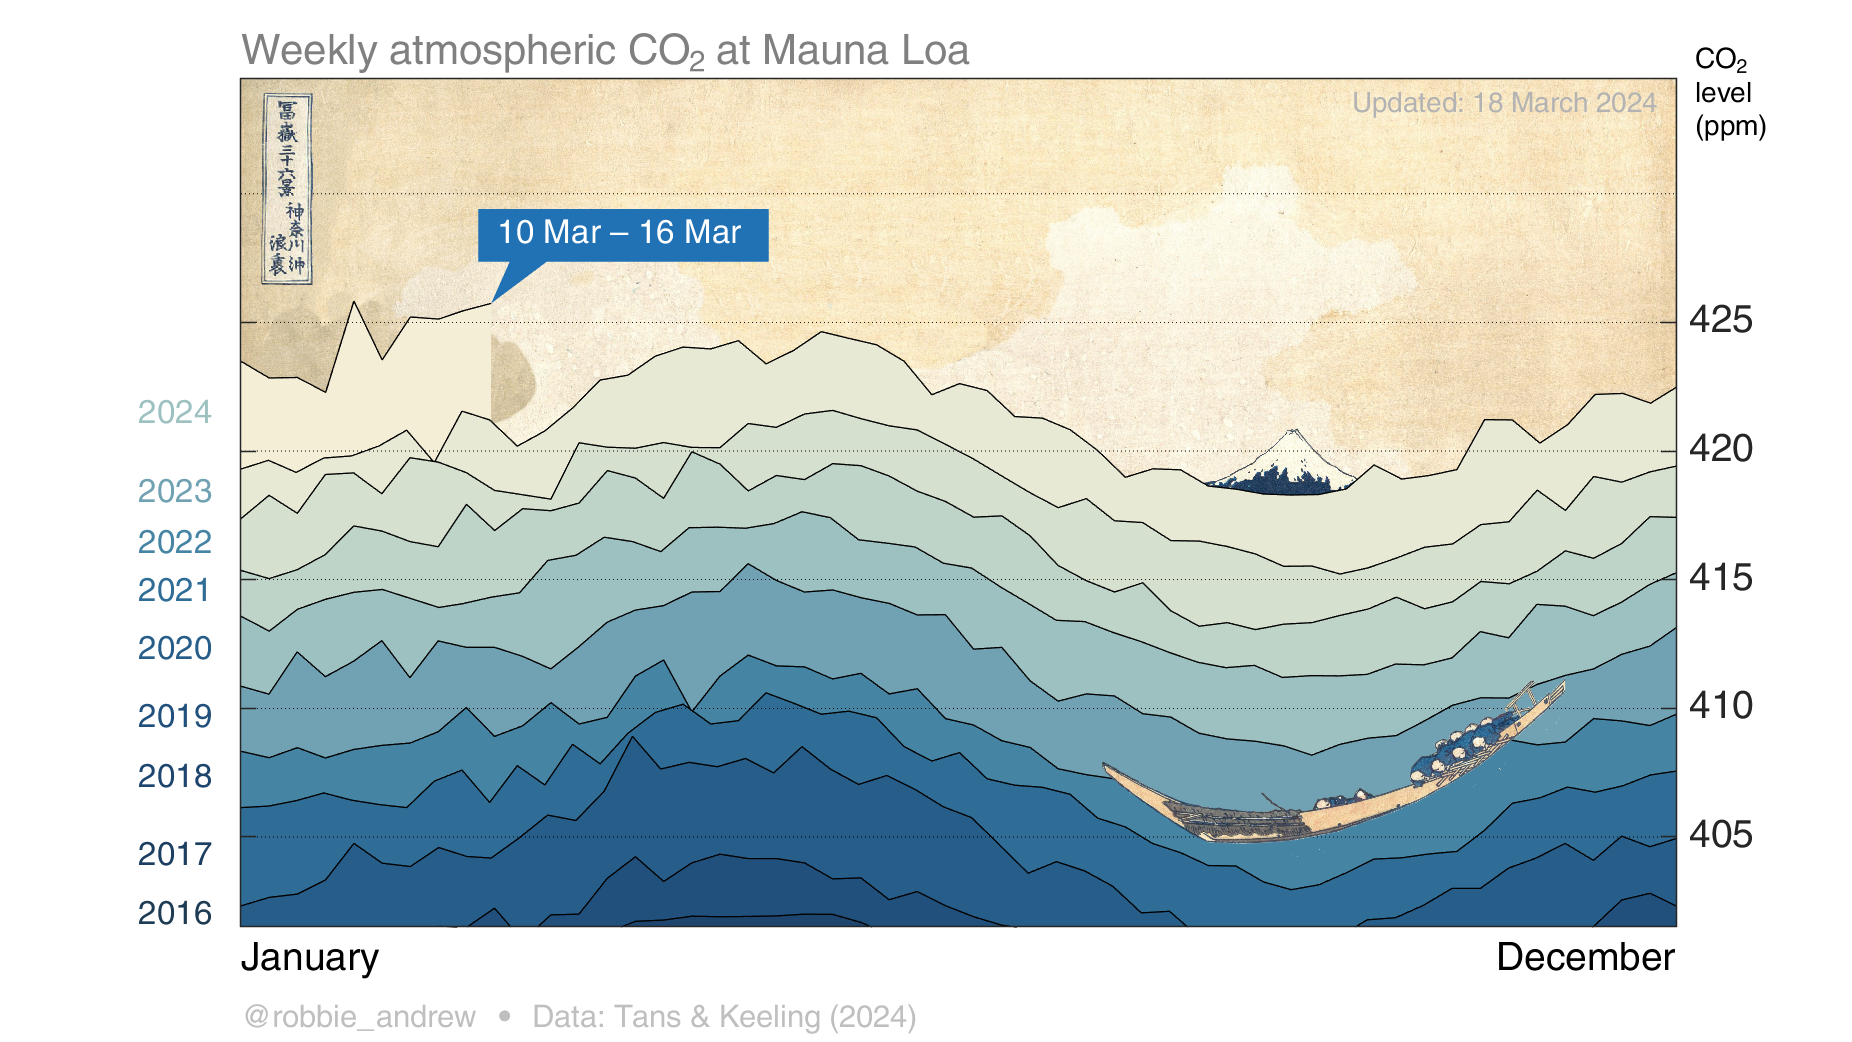 Weekly atmospheric CO₂ at Mauna Loa
CO₂
level
(ppm)
Updated: 18 March 2024
冨嶽三十六景
神奈川沖
浪裏
10 Mar – 16 Mar
425
2024
420
2023
2022
415
2021
2020
410
2019
2018
405
2017
2016
January
December
@robbie_andrew • Data: Tans & Keeling (2024)